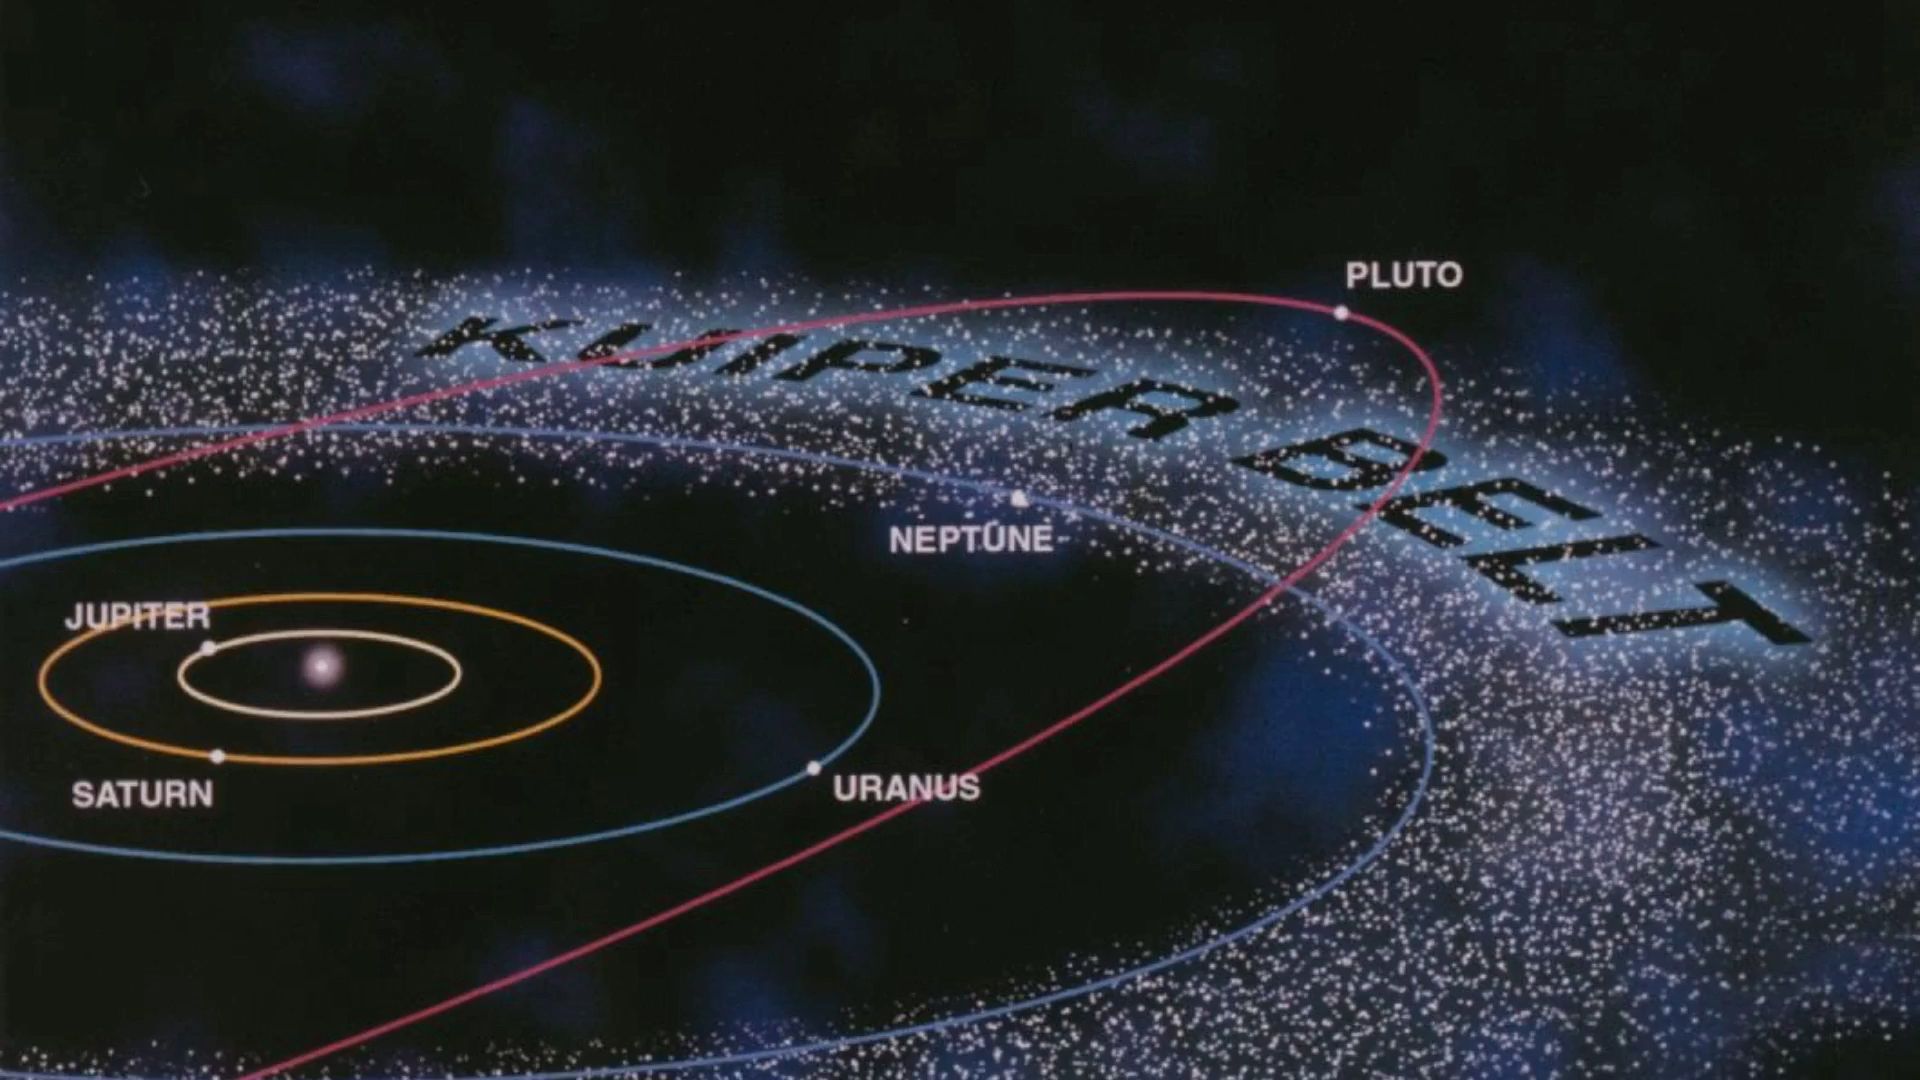 PLUTO
KUIPER BELT
NEPTUNE
JUPITER
SATURN
URANUS